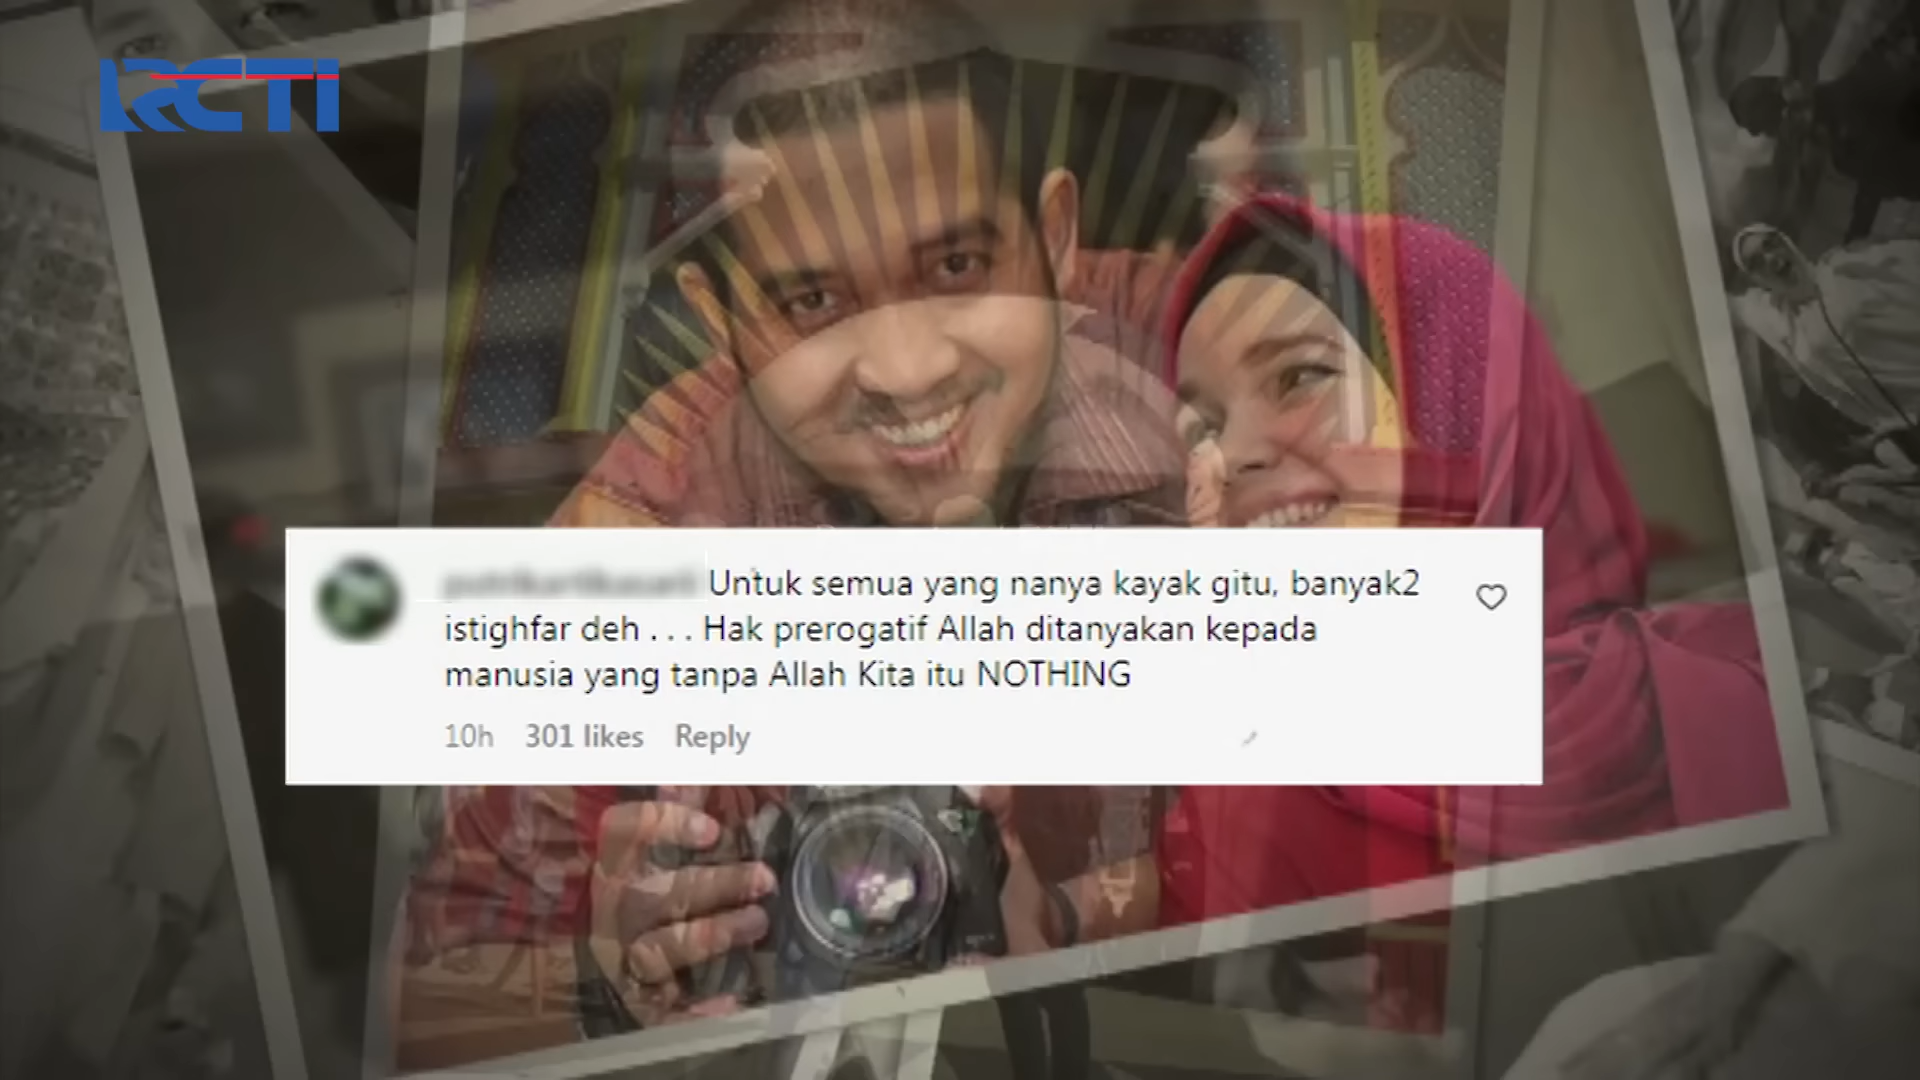 RCTI
Untuk semua yang nanya kayak gitu, banyak2
istighfar deh . . . Hak prerogatif Allah ditanyakan kepada
manusia yang tanpa Allah Kita itu NOTHING
10h 301 likes Reply